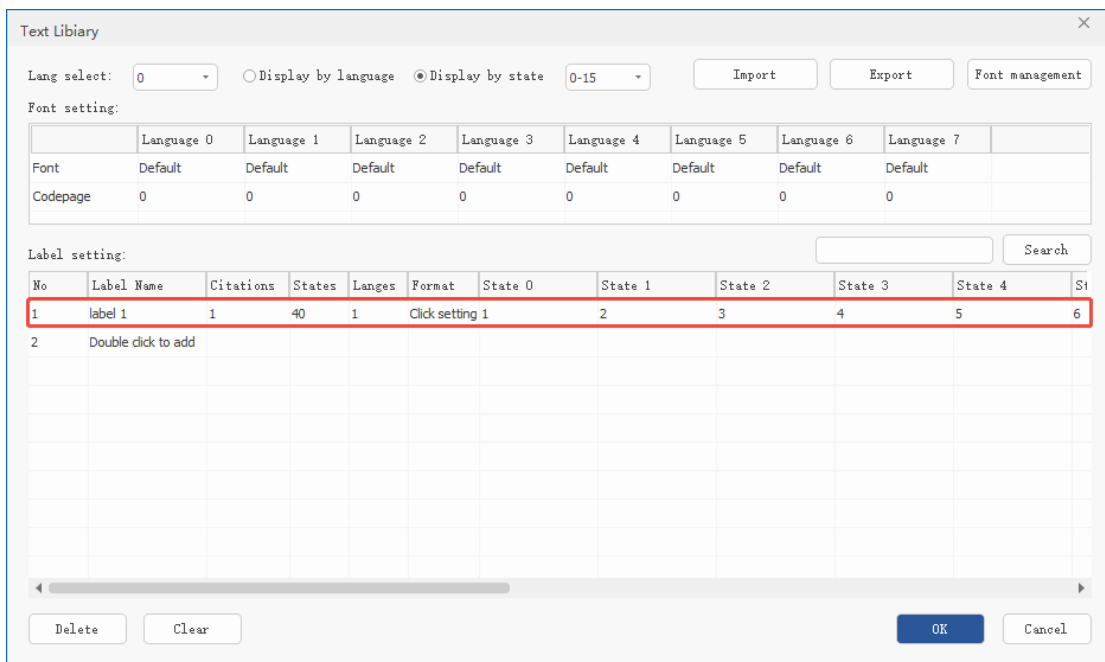 Text Libiary
Lang select: 0 Display by language Display by state 0-15 Import Export Font management
Font setting:
Language 0 Language 1 Language 2 Language 3 Language 4 Language 5 Language 6 Language 7
Font Default Default Default Default Default Default Default Default
Codepage 0 0 0 0 0 0 0 0
Label setting: Search
No Label Name Citations States Langes Format State 0 State 1 State 2 State 3 State 4
1 label 1 1 40 1 Click setting 1 2 3 4 5 6
2 Double click to add
Delete Clear OK Cancel